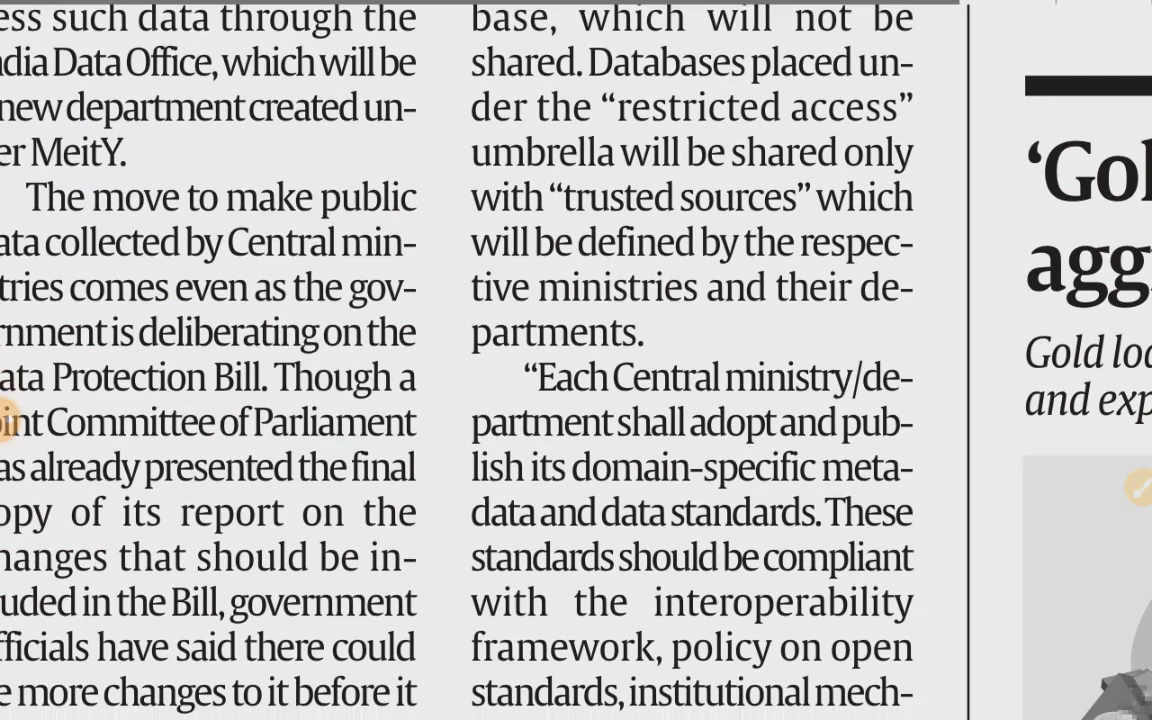 ess such data through the
ndia Data Office, which will be
new department created un-
er MeitY.
The move to make public
ata collected by Central min-
tries comes even as the gov-
rnment is deliberating on the
ata Protection Bill. Though a
oint Committee of Parliament
as already presented the final
opy of its report on the
hanges that should be in-
uded in the Bill, government
fficials have said there could
e more changes to it before it
base, which will not be
shared. Databases placed un-
der the “restricted access”
umbrella will be shared only
with “trusted sources” which
will be defined by the respec-
tive ministries and their de-
partments.
“Each Central ministry/de-
partment shall adopt and pub-
lish its domain-specific meta-
data and data standards. These
standards should be compliant
with the interoperability
framework, policy on open
standards, institutional mech-
‘Gol
agg
Gold loa
and exp